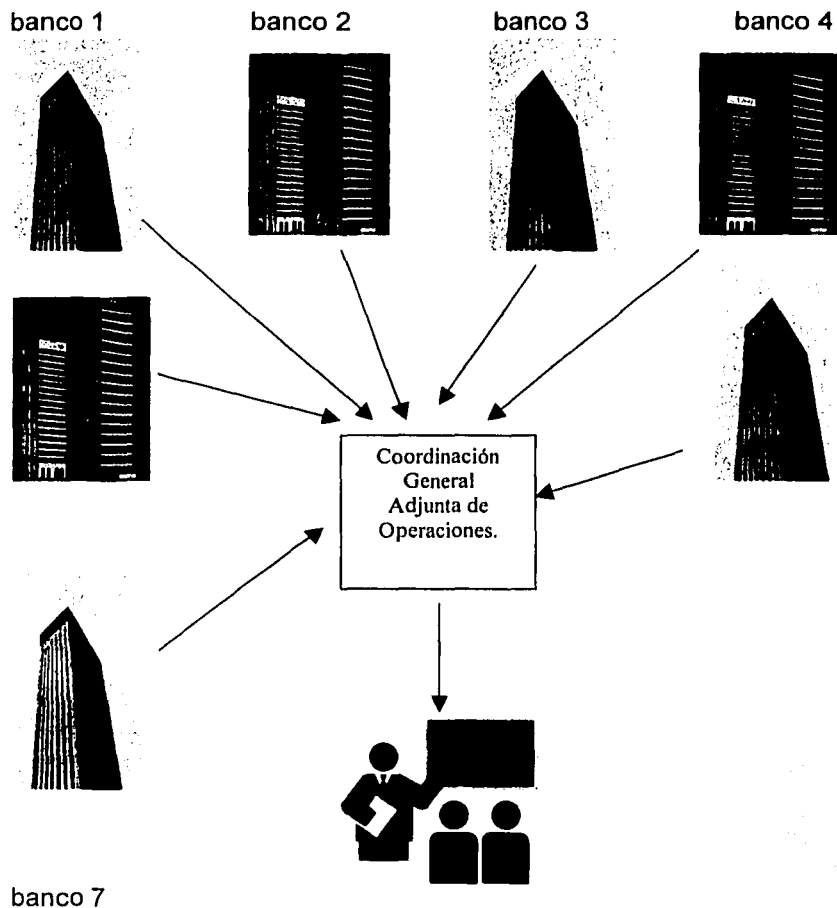 banco 1
banco 2
banco 3
banco 4
Coordinación
General
Adjunta de
Operaciones.
banco 7